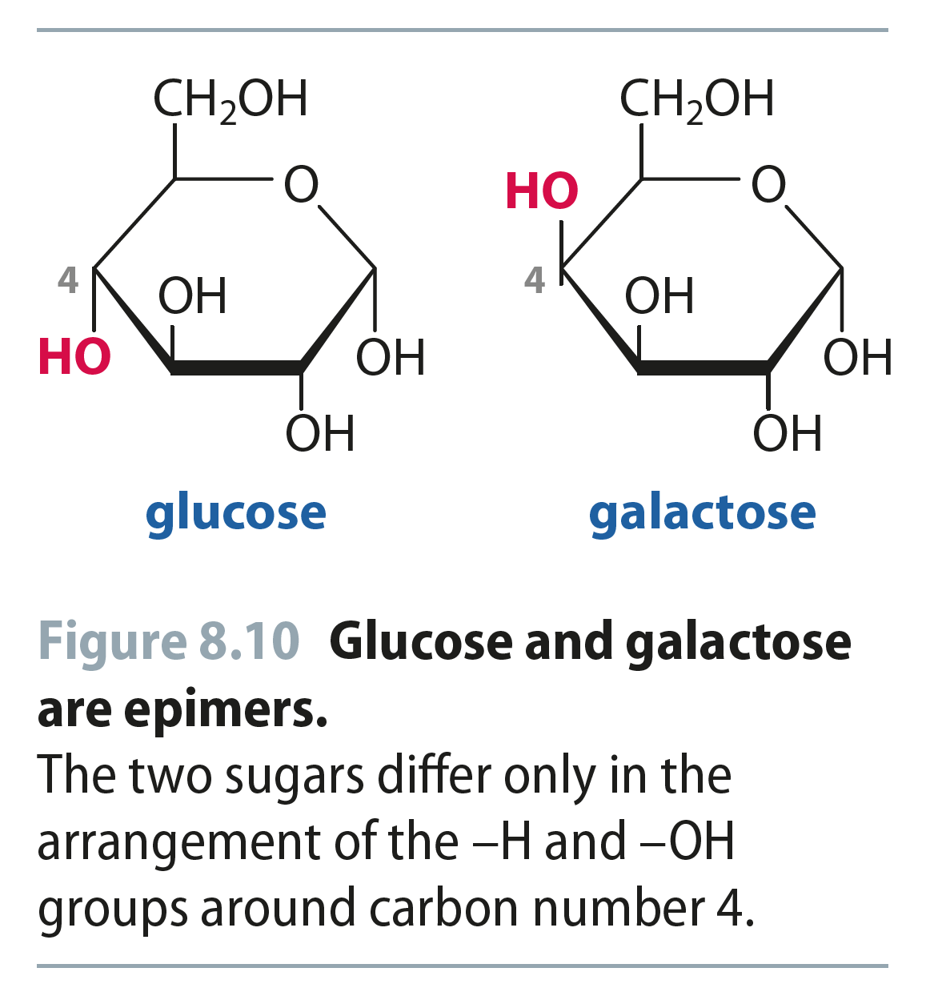 CH₂OH
O
4
OH
HO
OH
OH
glucose
CH₂OH
HO
O
4
OH
OH
OH
galactose
Figure 8.10 Glucose and galactose
are epimers.
The two sugars differ only in the
arrangement of the –H and –OH
groups around carbon number 4.